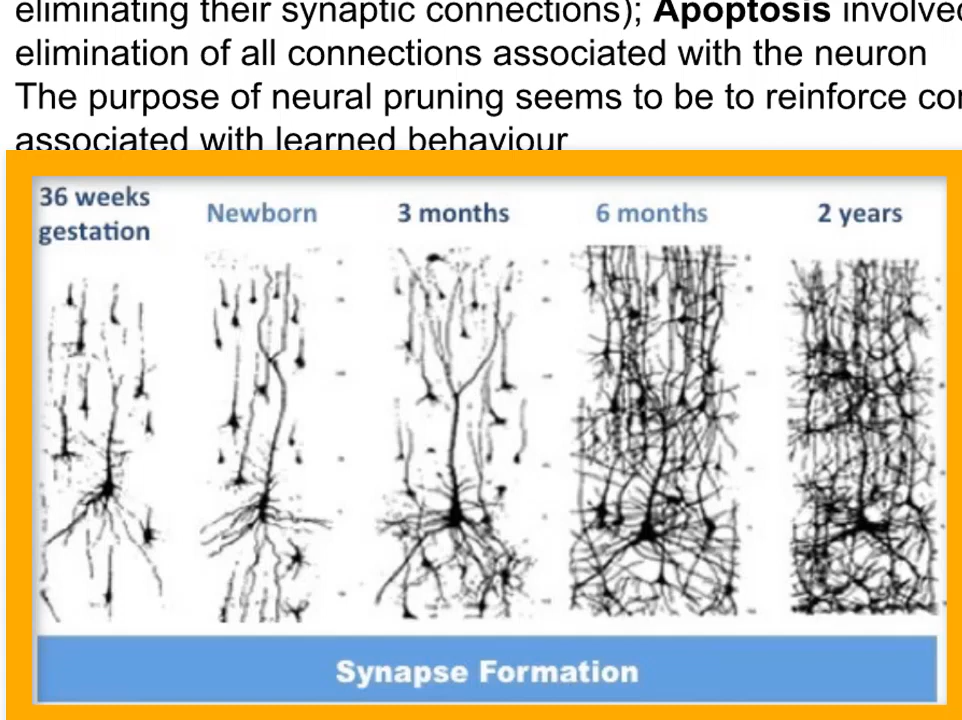 eliminating their synaptic connections); Apoptosis involved
elimination of all connections associated with the neuron
The purpose of neural pruning seems to be to reinforce
associated with learned behaviour
36 weeks
gestation
Newborn
3 months
6 months
2 years
Synapse Formation